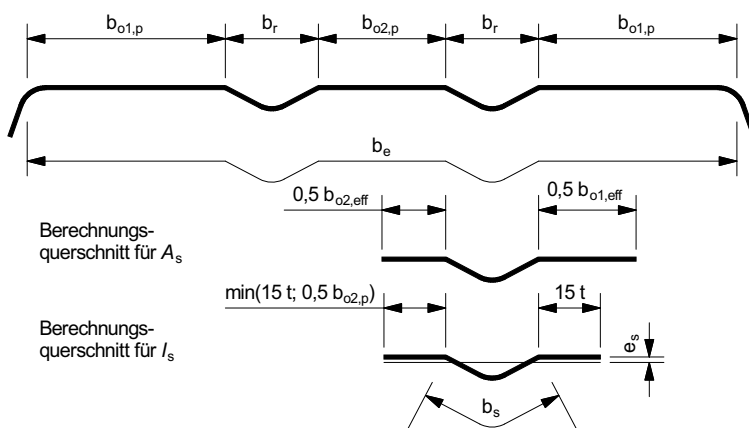 b_{o1,p} b_r b_{o2,p} b_r b_{o1,p}
b_e
0,5 b_{o2,eff} 0,5 b_{o1,eff}
Berechnungs-
querschnitt für A_s
min(15 t; 0,5 b_{o2,p}) 15 t
Berechnungs-
querschnitt für I_s
e_s
b_s